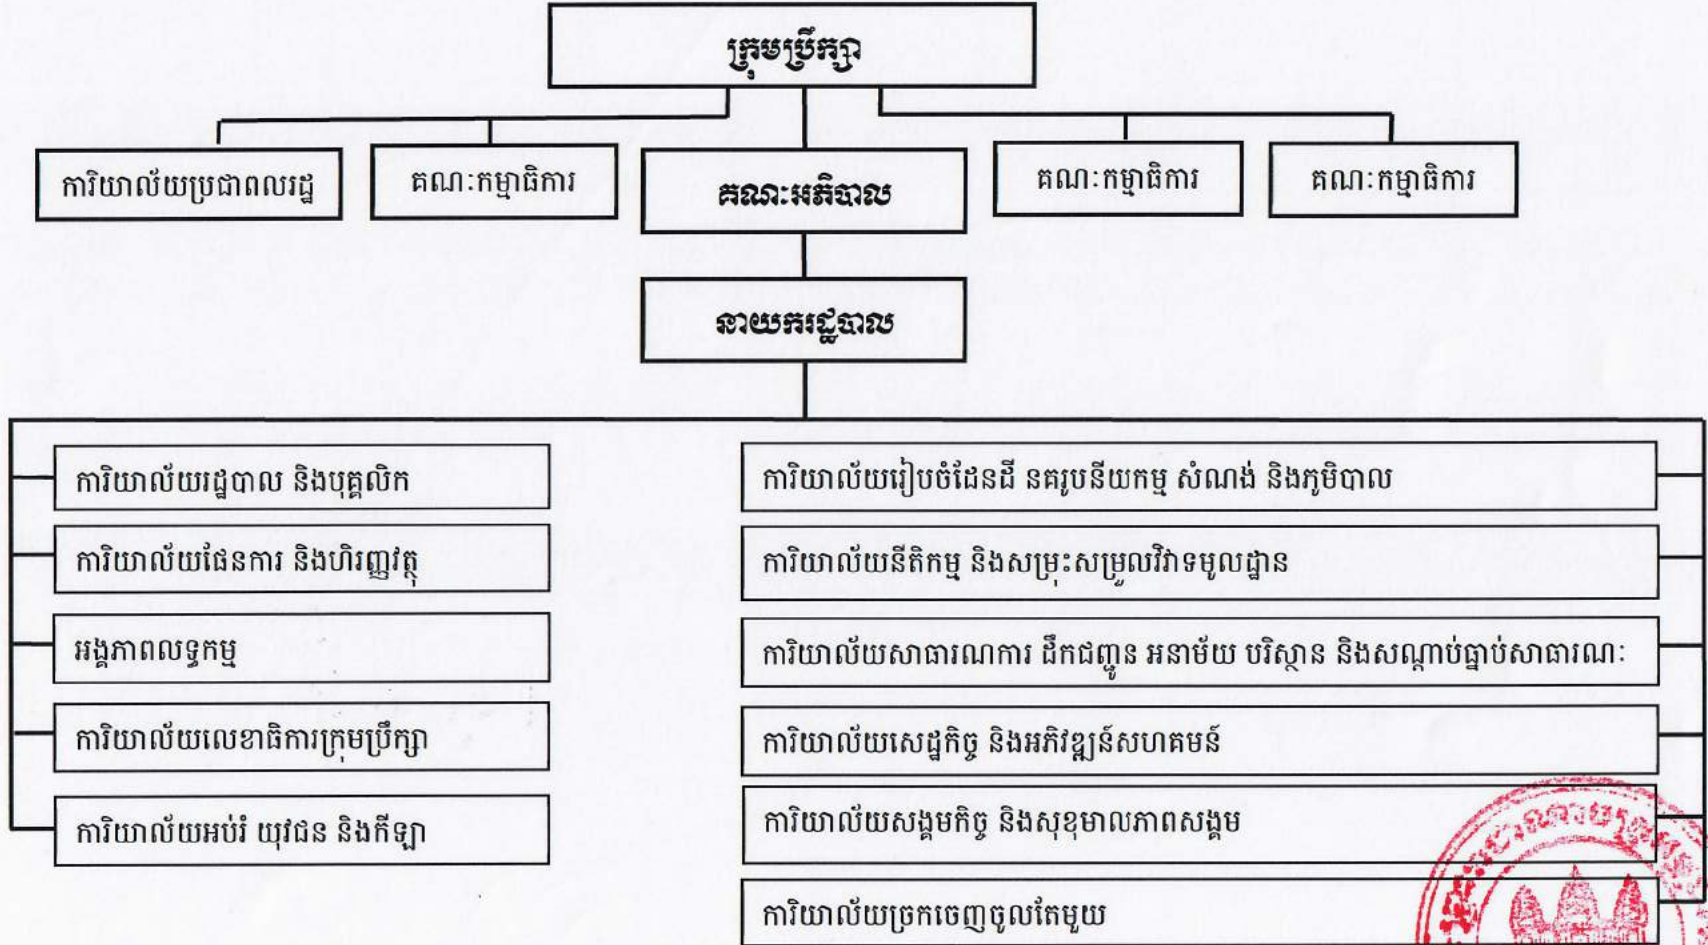 ក្រុមប្រឹក្សា
ការិយាល័យប្រជាពលរដ្ឋ
គណៈកម្មាធិការ
គណៈអភិបាល
គណៈកម្មាធិការ
គណៈកម្មាធិការ
នាយករដ្ឋបាល
ការិយាល័យរដ្ឋបាល និងបុគ្គលិក
ការិយាល័យផែនការ និងហិរញ្ញវត្ថុ
អង្គភាពលទ្ធកម្ម
ការិយាល័យលេខាធិការក្រុមប្រឹក្សា
ការិយាល័យអប់រំ យុវជន និងកីឡា
ការិយាល័យរៀបចំដែនដី នគរូបនីយកម្ម សំណង់ និងភូមិបាល
ការិយាល័យនីតិកម្ម និងសម្រុះសម្រួលវិវាទមូលដ្ឋាន
ការិយាល័យសាធារណការ ដឹកជញ្ជូន អនាម័យ បរិស្ថាន និងសណ្តាប់ធ្នាប់សាធារណៈ
ការិយាល័យសេដ្ឋកិច្ច និងអភិវឌ្ឍន៍សហគមន៍
ការិយាល័យសង្គមកិច្ច និងសុខុមាលភាពសង្គម
ការិយាល័យច្រកចេញចូលតែមួយ